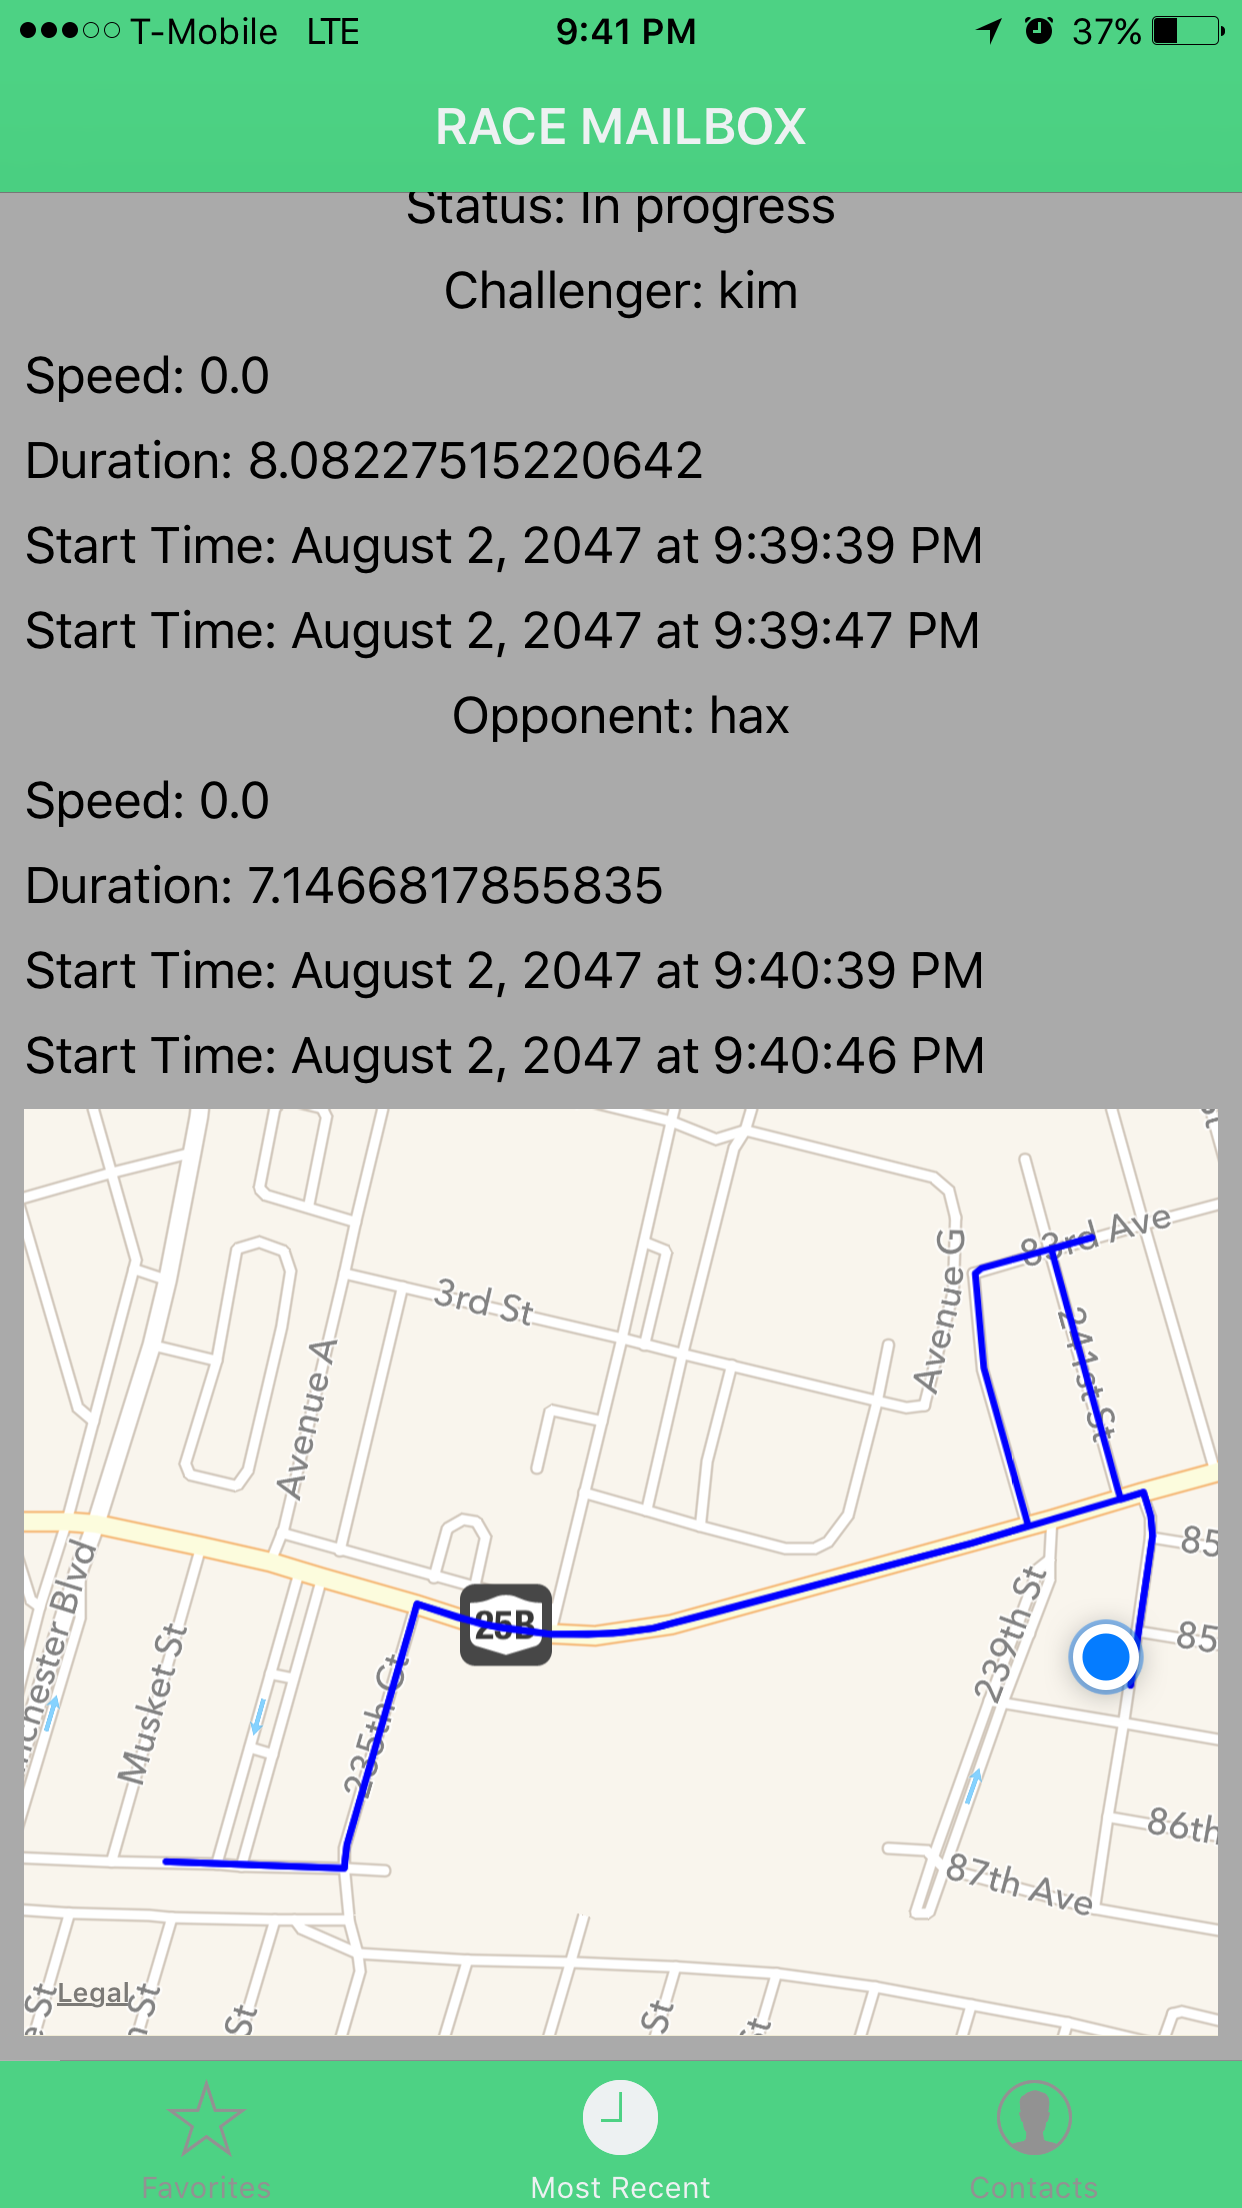 T-Mobile LTE 9:41 PM 37%
RACE MAILBOX
Status: In progress
Challenger: kim
Speed: 0.0
Duration: 8.08227515220642
Start Time: August 2, 2047 at 9:39:39 PM
Start Time: August 2, 2047 at 9:39:47 PM
Opponent: hax
Speed: 0.0
Duration: 7.1466817855835
Start Time: August 2, 2047 at 9:40:39 PM
Start Time: August 2, 2047 at 9:40:46 PM
83rd Ave
Avenue G
3rd St
241st St
Avenue A
85
25B
239th St
85
Musket St
235th Ct
86th
87th Ave
Legal
St
St
St
St
St
Favorites
Most Recent
Contacts